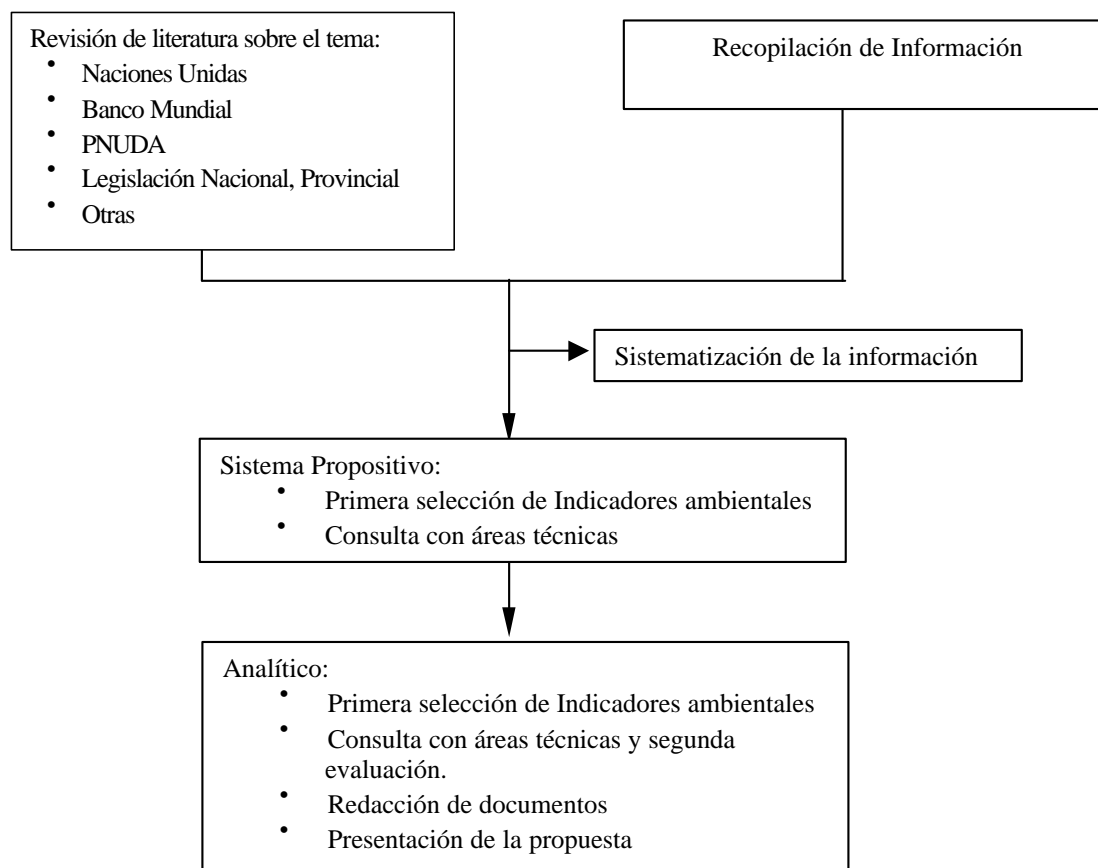 Revisión de literatura sobre el tema:
• Naciones Unidas
• Banco Mundial
• PNUDA
• Legislación Nacional, Provincial
• Otras
Recopilación de Información
Sistematización de la información
Sistema Propositivo:
• Primera selección de Indicadores ambientales
• Consulta con áreas técnicas
Analítico:
• Primera selección de Indicadores ambientales
• Consulta con áreas técnicas y segunda
evaluación.
• Redacción de documentos
• Presentación de la propuesta